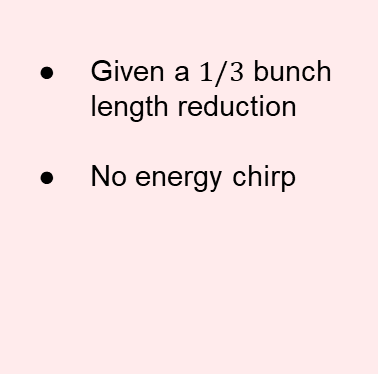 ● Given a 1/3 bunch
length reduction
● No energy chirp